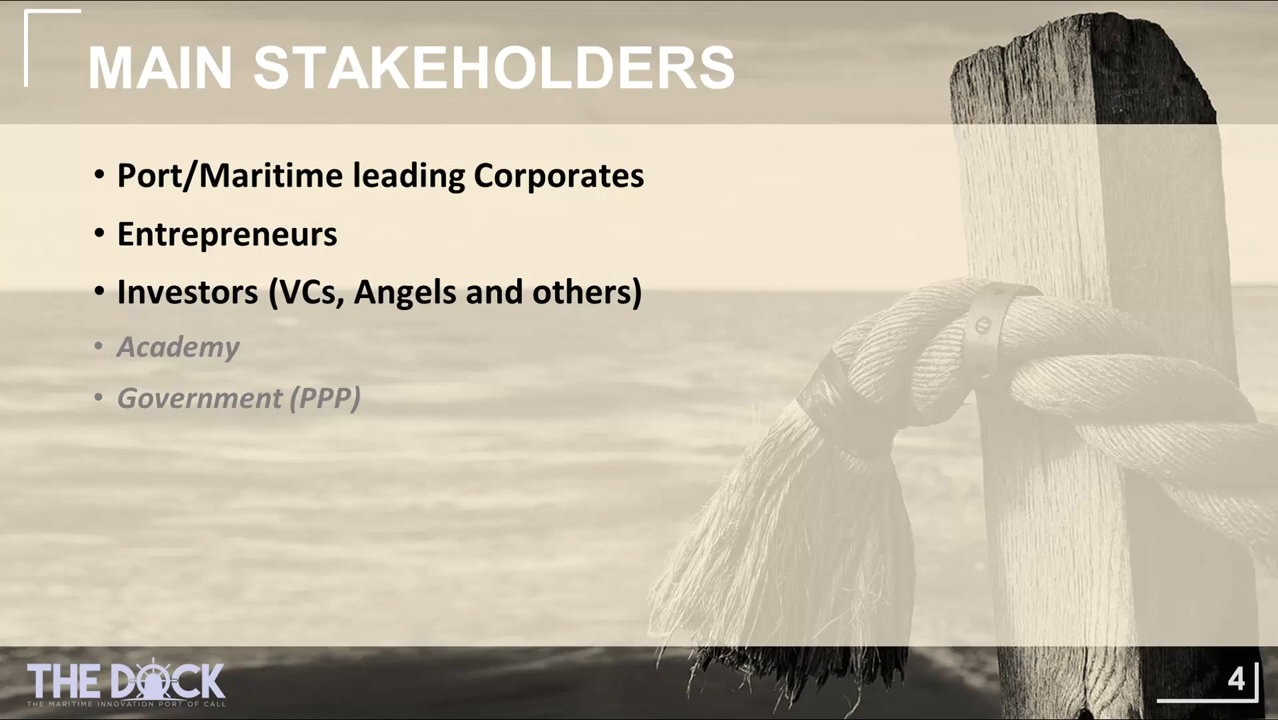 MAIN STAKEHOLDERS
• Port/Maritime leading Corporates
• Entrepreneurs
• Investors (VCs, Angels and others)
• Academy
• Government (PPP)
THE DOCK
THE MARITIME INNOVATION PORT OF CALL
4